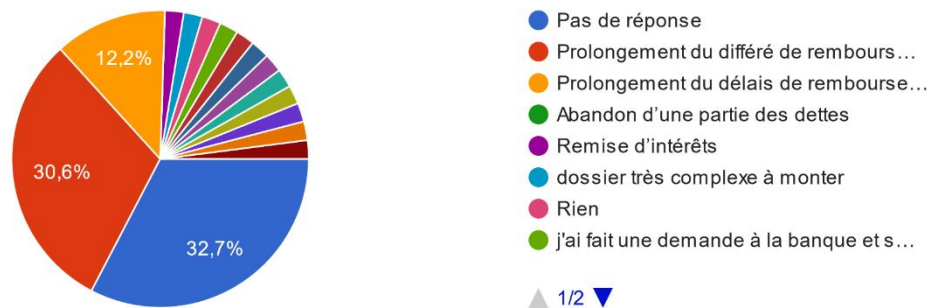 12,2%
30,6%
32,7%
Pas de réponse
Prolongement du différé de rembours…
Prolongement du délais de rembourse…
Abandon d’une partie des dettes
Remise d’intérêts
dossier très complexe à monter
Rien
j'ai fait une demande à la banque et s…
1/2